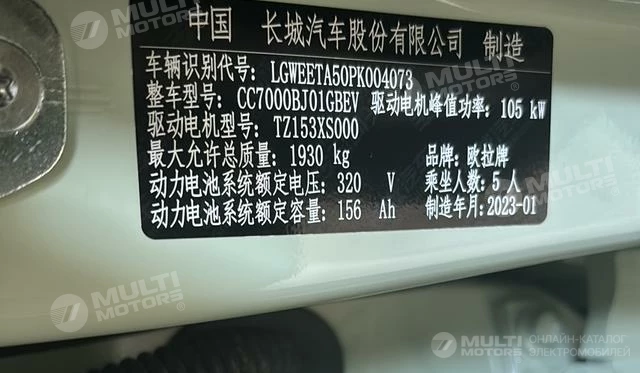 中国 长城汽车股份有限公司 制造
车辆识别代号: LGWEETA50PK004073
整车型号: CC7000BJ01GBEV 驱动电机峰值功率: 105 kW
驱动电机型号: TZ153XS000
最大允许总质量: 1930 kg 品牌: 欧拉牌
动力电池系统额定电压: 320 V 乘坐人数: 5 人
动力电池系统额定容量: 156 Ah 制造年月: 2023-01
MULTI MOTORS
MULTI MOTORS
MULTI MOTORS
MULTI MOTORS ОНЛАЙН-КАТАЛОГ ЭЛЕКТРОМОБИЛЕЙ